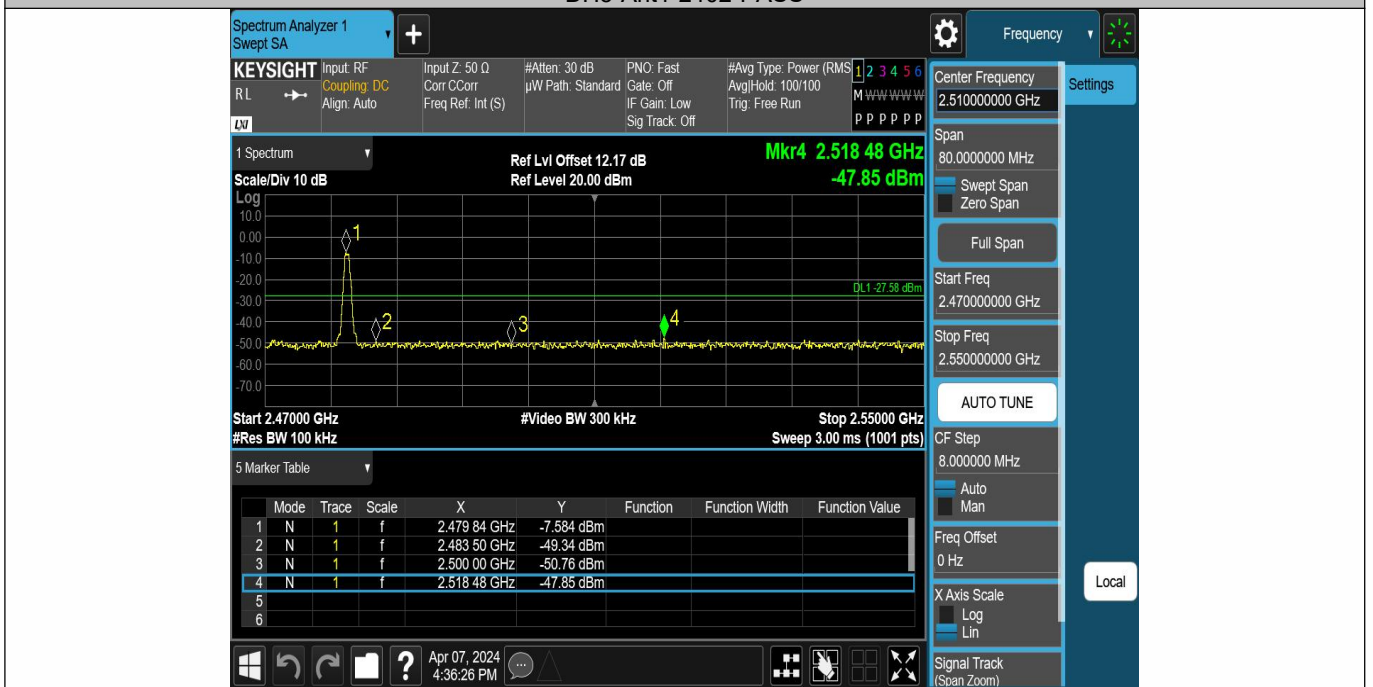 Spectrum Analyzer 1
Swept SA
Frequency
KEYSIGHT
RL
LXI
Input: RF
Coupling: DC
Align: Auto
Input Z: 50 Ω
Corr CCorr
Freq Ref: Int (S)
#Atten: 30 dB
µW Path: Standard
PNO: Fast
Gate: Off
IF Gain: Low
Sig Track: Off
#Avg Type: Power (RMS
Avg|Hold: 100/100
Trig: Free Run
1 2 3 4 5 6
M W W W W W
P P P P P P
1 Spectrum
Scale/Div 10 dB
Ref Lvl Offset 12.17 dB
Ref Level 20.00 dBm
Mkr4 2.518 48 GHz
-47.85 dBm
Log
10.0
0.00
-10.0
-20.0
-30.0
-40.0
-50.0
-60.0
-70.0
1
2
3
4
DL1 -27.58 dBm
Start 2.47000 GHz
#Video BW 300 kHz
Stop 2.55000 GHz
#Res BW 100 kHz
Sweep 3.00 ms (1001 pts)
5 Marker Table
Mode Trace Scale X Y Function Function Width Function Value
1 N 1 f 2.479 84 GHz -7.584 dBm
2 N 1 f 2.483 50 GHz -49.34 dBm
3 N 1 f 2.500 00 GHz -50.76 dBm
4 N 1 f 2.518 48 GHz -47.85 dBm
5
6
Apr 07, 2024
4:36:26 PM
Center Frequency
2.510000000 GHz
Settings
Span
80.0000000 MHz
Swept Span
Zero Span
Full Span
Start Freq
2.470000000 GHz
Stop Freq
2.550000000 GHz
AUTO TUNE
CF Step
8.000000 MHz
Auto
Man
Freq Offset
0 Hz
Local
X Axis Scale
Log
Lin
Signal Track
(Span Zoom)